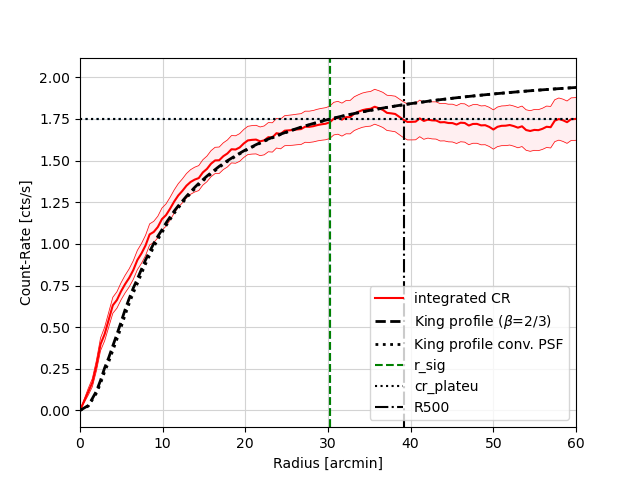 2.00
1.75
1.50
1.25
1.00
0.75
0.50
0.25
0.00
Count-Rate [cts/s]
integrated CR
King profile (β=2/3)
King profile conv. PSF
r_sig
cr_plateu
R500
0 10 20 30 40 50 60
Radius [arcmin]